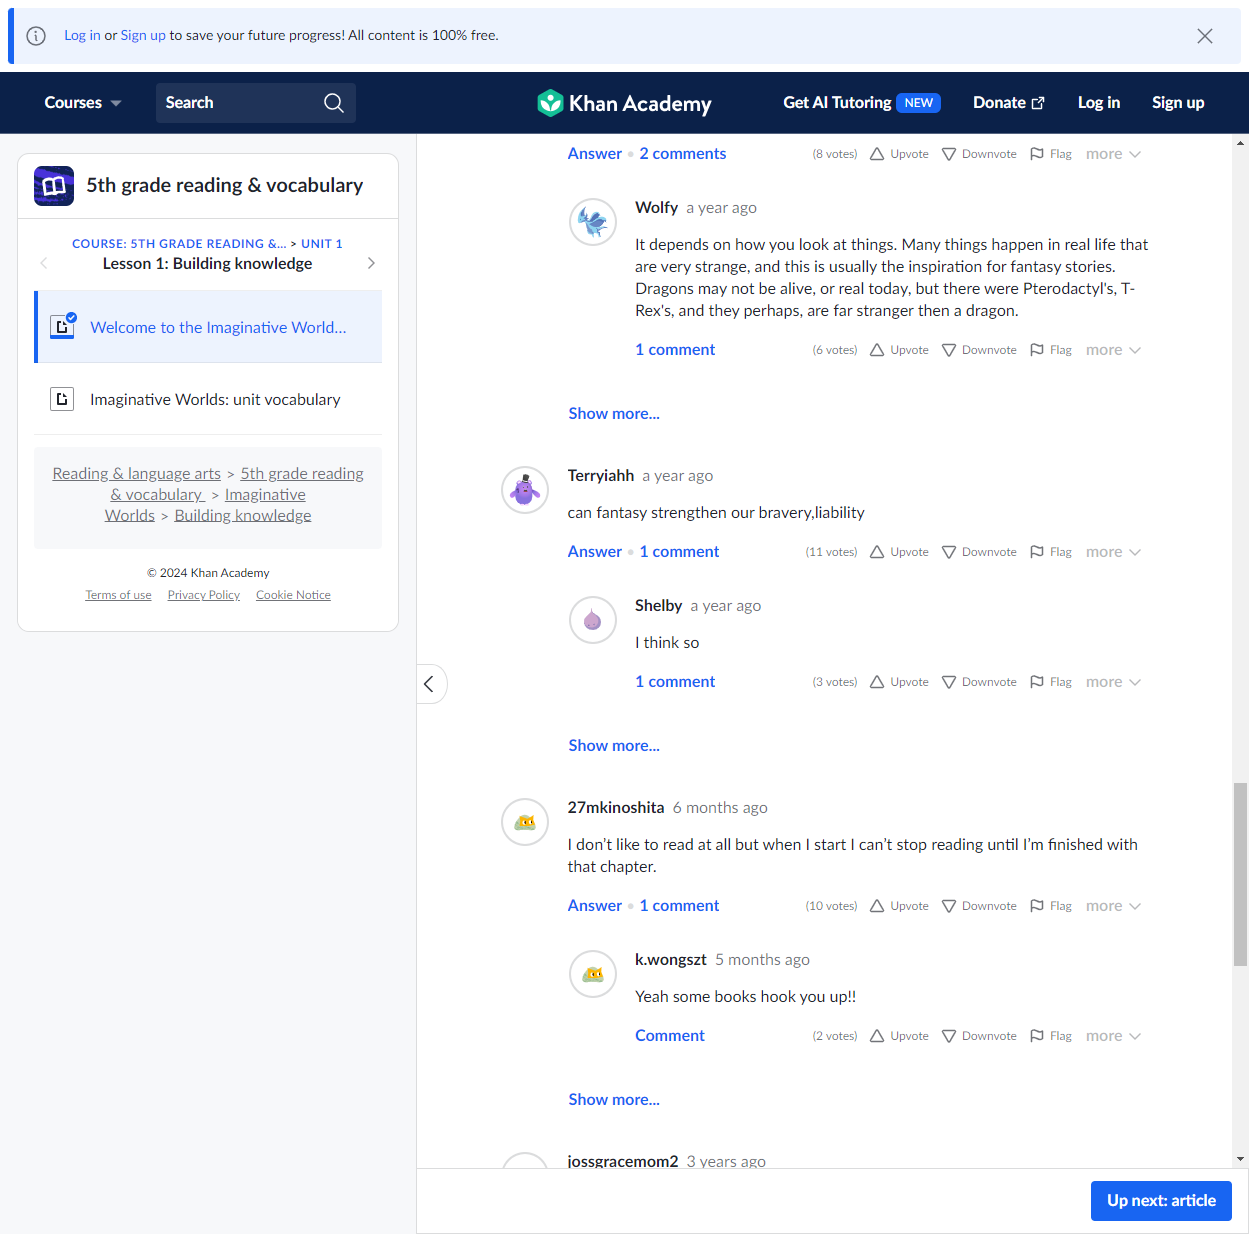 Log in or Sign up to save your future progress! All content is 100% free.
Courses
Search
Khan Academy
Get AI Tutoring NEW
Donate
Log in
Sign up
5th grade reading & vocabulary
COURSE: 5TH GRADE READING &... > UNIT 1
Lesson 1: Building knowledge
Welcome to the Imaginative World...
Imaginative Worlds: unit vocabulary
Reading & language arts > 5th grade reading
& vocabulary > Imaginative
Worlds > Building knowledge
© 2024 Khan Academy
Terms of use Privacy Policy Cookie Notice
Answer • 2 comments (8 votes) Upvote Downvote Flag more
Wolfy a year ago
It depends on how you look at things. Many things happen in real life that
are very strange, and this is usually the inspiration for fantasy stories.
Dragons may not be alive, or real today, but there were Pterodactyl's, T-
Rex's, and they perhaps, are far stranger then a dragon.
1 comment (6 votes) Upvote Downvote Flag more
Show more...
Terryiahh a year ago
can fantasy strengthen our bravery,liability
Answer • 1 comment (11 votes) Upvote Downvote Flag more
Shelby a year ago
I think so
1 comment (3 votes) Upvote Downvote Flag more
Show more...
27mkinoshita 6 months ago
I don’t like to read at all but when I start I can’t stop reading until I’m finished with
that chapter.
Answer • 1 comment (10 votes) Upvote Downvote Flag more
k.wongszt 5 months ago
Yeah some books hook you up!!
Comment (2 votes) Upvote Downvote Flag more
Show more...
jossgracemom2 3 years ago
Up next: article